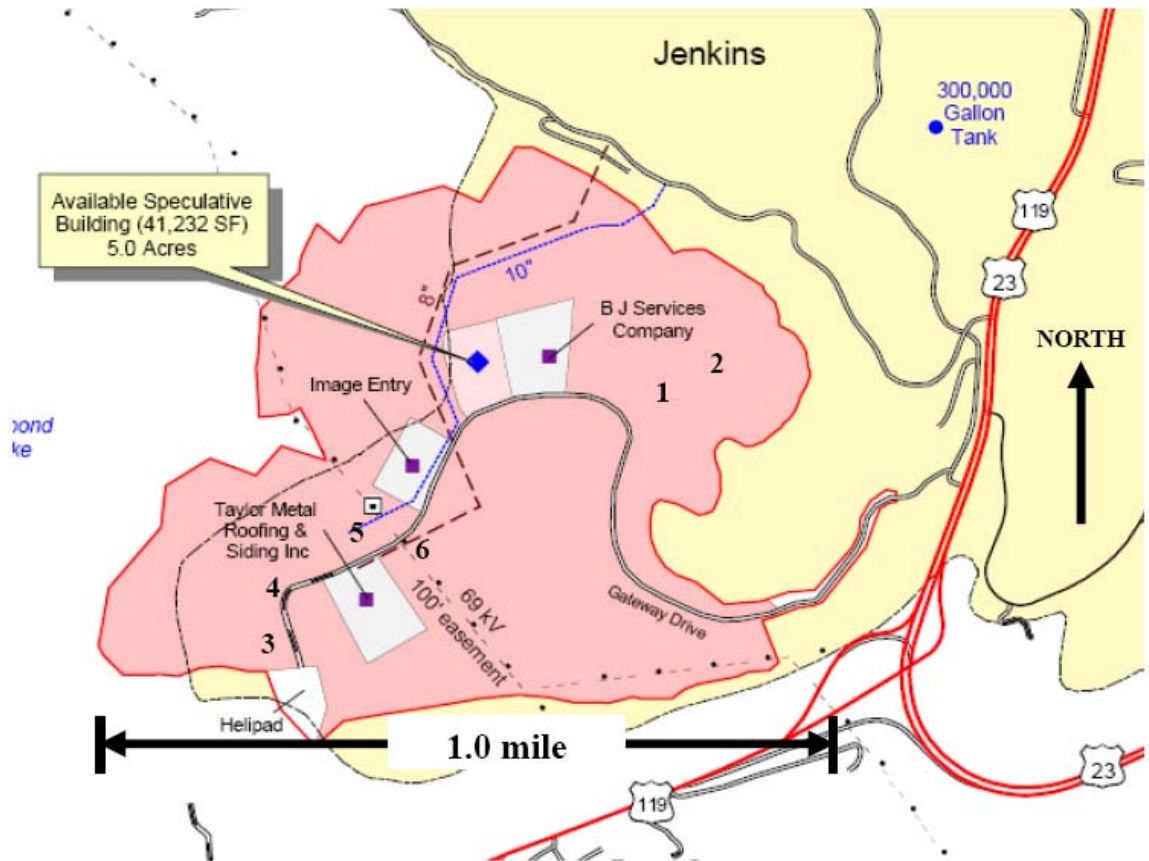 Jenkins
300,000
Gallon
Tank
119
Available Speculative
Building (41,232 SF)
5.0 Acres
10"
8"
23
B J Services
Company
NORTH
2
Image Entry
1
ke
Taylor Metal
Roofing &
Siding Inc
5
6
4
69 kV
100' easement
Gateway Drive
3
Helipad
1.0 mile
23
119